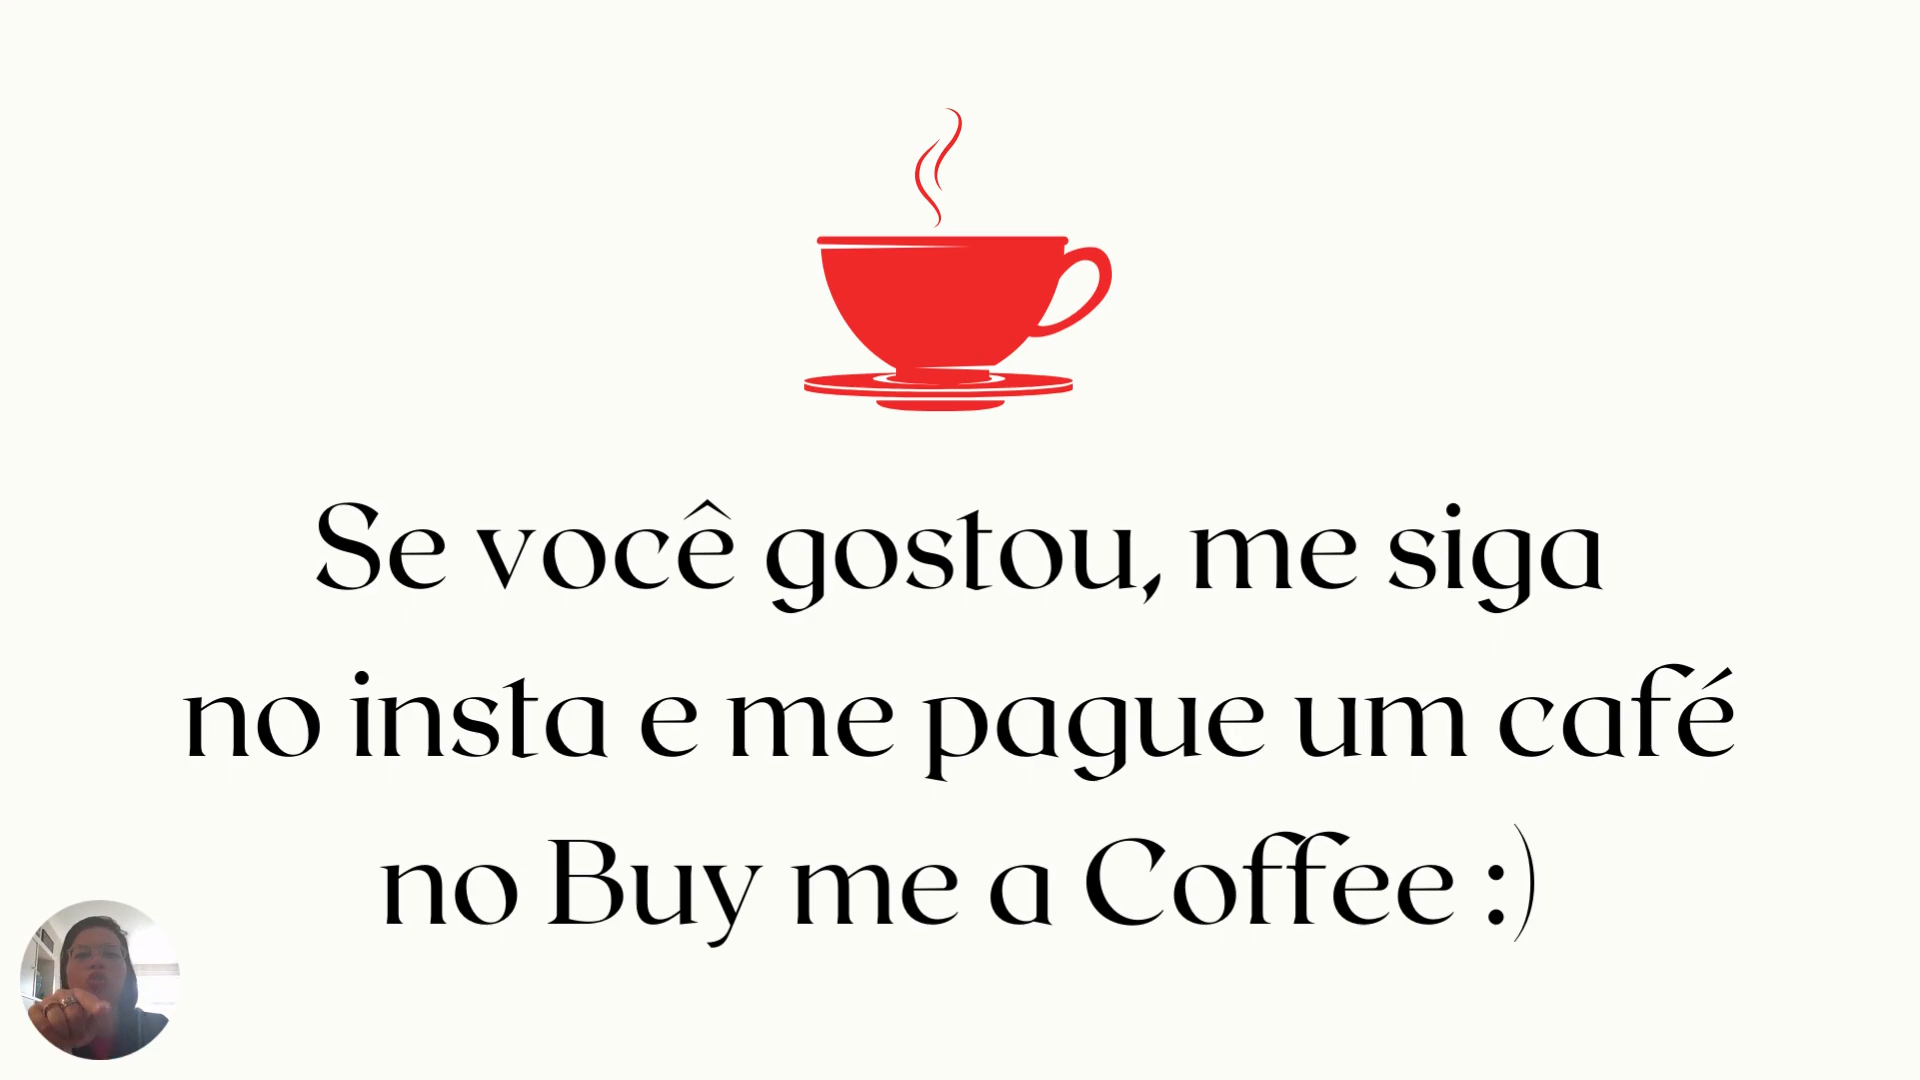 Se você gostou, me siga
no insta e me pague um café
no Buy me a Coffee :)